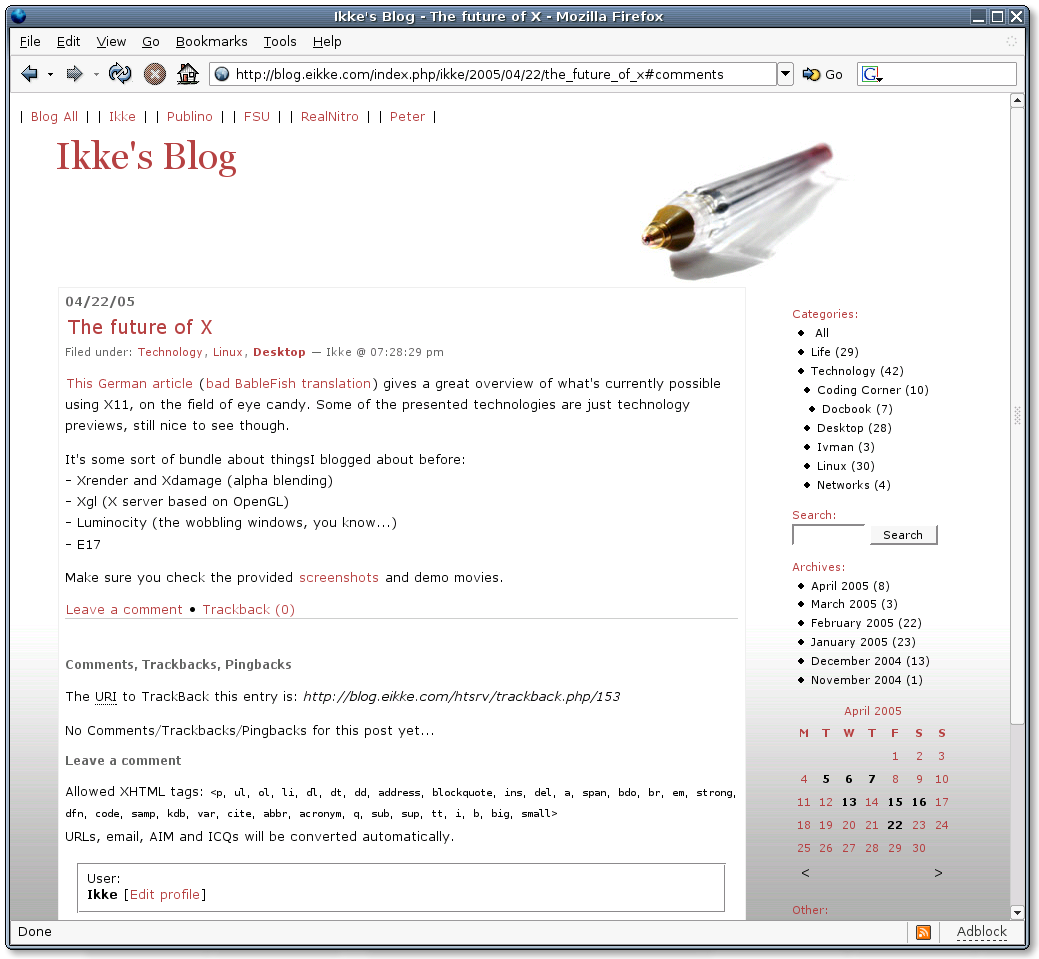 Ikke's Blog - The future of X - Mozilla Firefox
File Edit View Go Bookmarks Tools Help
http://blog.eikke.com/index.php/ikke/2005/04/22/the_future_of_x#comments Go G
| Blog All | | Ikke | | Publino | | FSU | | RealNitro | | Peter |
Ikke's Blog
04/22/05
The future of X
Filed under: Technology, Linux, Desktop — Ikke @ 07:28:29 pm
This German article (bad BableFish translation) gives a great overview of what's currently possible
using X11, on the field of eye candy. Some of the presented technologies are just technology
previews, still nice to see though.
It's some sort of bundle about thingsI blogged about before:
- Xrender and Xdamage (alpha blending)
- Xgl (X server based on OpenGL)
- Luminocity (the wobbling windows, you know...)
- E17
Make sure you check the provided screenshots and demo movies.
Leave a comment • Trackback (0)
Comments, Trackbacks, Pingbacks
The URI to TrackBack this entry is: http://blog.eikke.com/htsrv/trackback.php/153
No Comments/Trackbacks/Pingbacks for this post yet...
Leave a comment
Allowed XHTML tags: <p, ul, ol, li, dl, dt, dd, address, blockquote, ins, del, a, span, bdo, br, em, strong,
dfn, code, samp, kdb, var, cite, abbr, acronym, q, sub, sup, tt, i, b, big, small>
URLs, email, AIM and ICQs will be converted automatically.
User:
Ikke [Edit profile]
Categories:
All
Life (29)
Technology (42)
Coding Corner (10)
Docbook (7)
Desktop (28)
Ivman (3)
Linux (30)
Networks (4)
Search:
Search
Archives:
April 2005 (8)
March 2005 (3)
February 2005 (22)
January 2005 (23)
December 2004 (13)
November 2004 (1)
April 2005
M T W T F S S
1 2 3
4 5 6 7 8 9 10
11 12 13 14 15 16 17
18 19 20 21 22 23 24
25 26 27 28 29 30
< >
Other:
Done Adblock